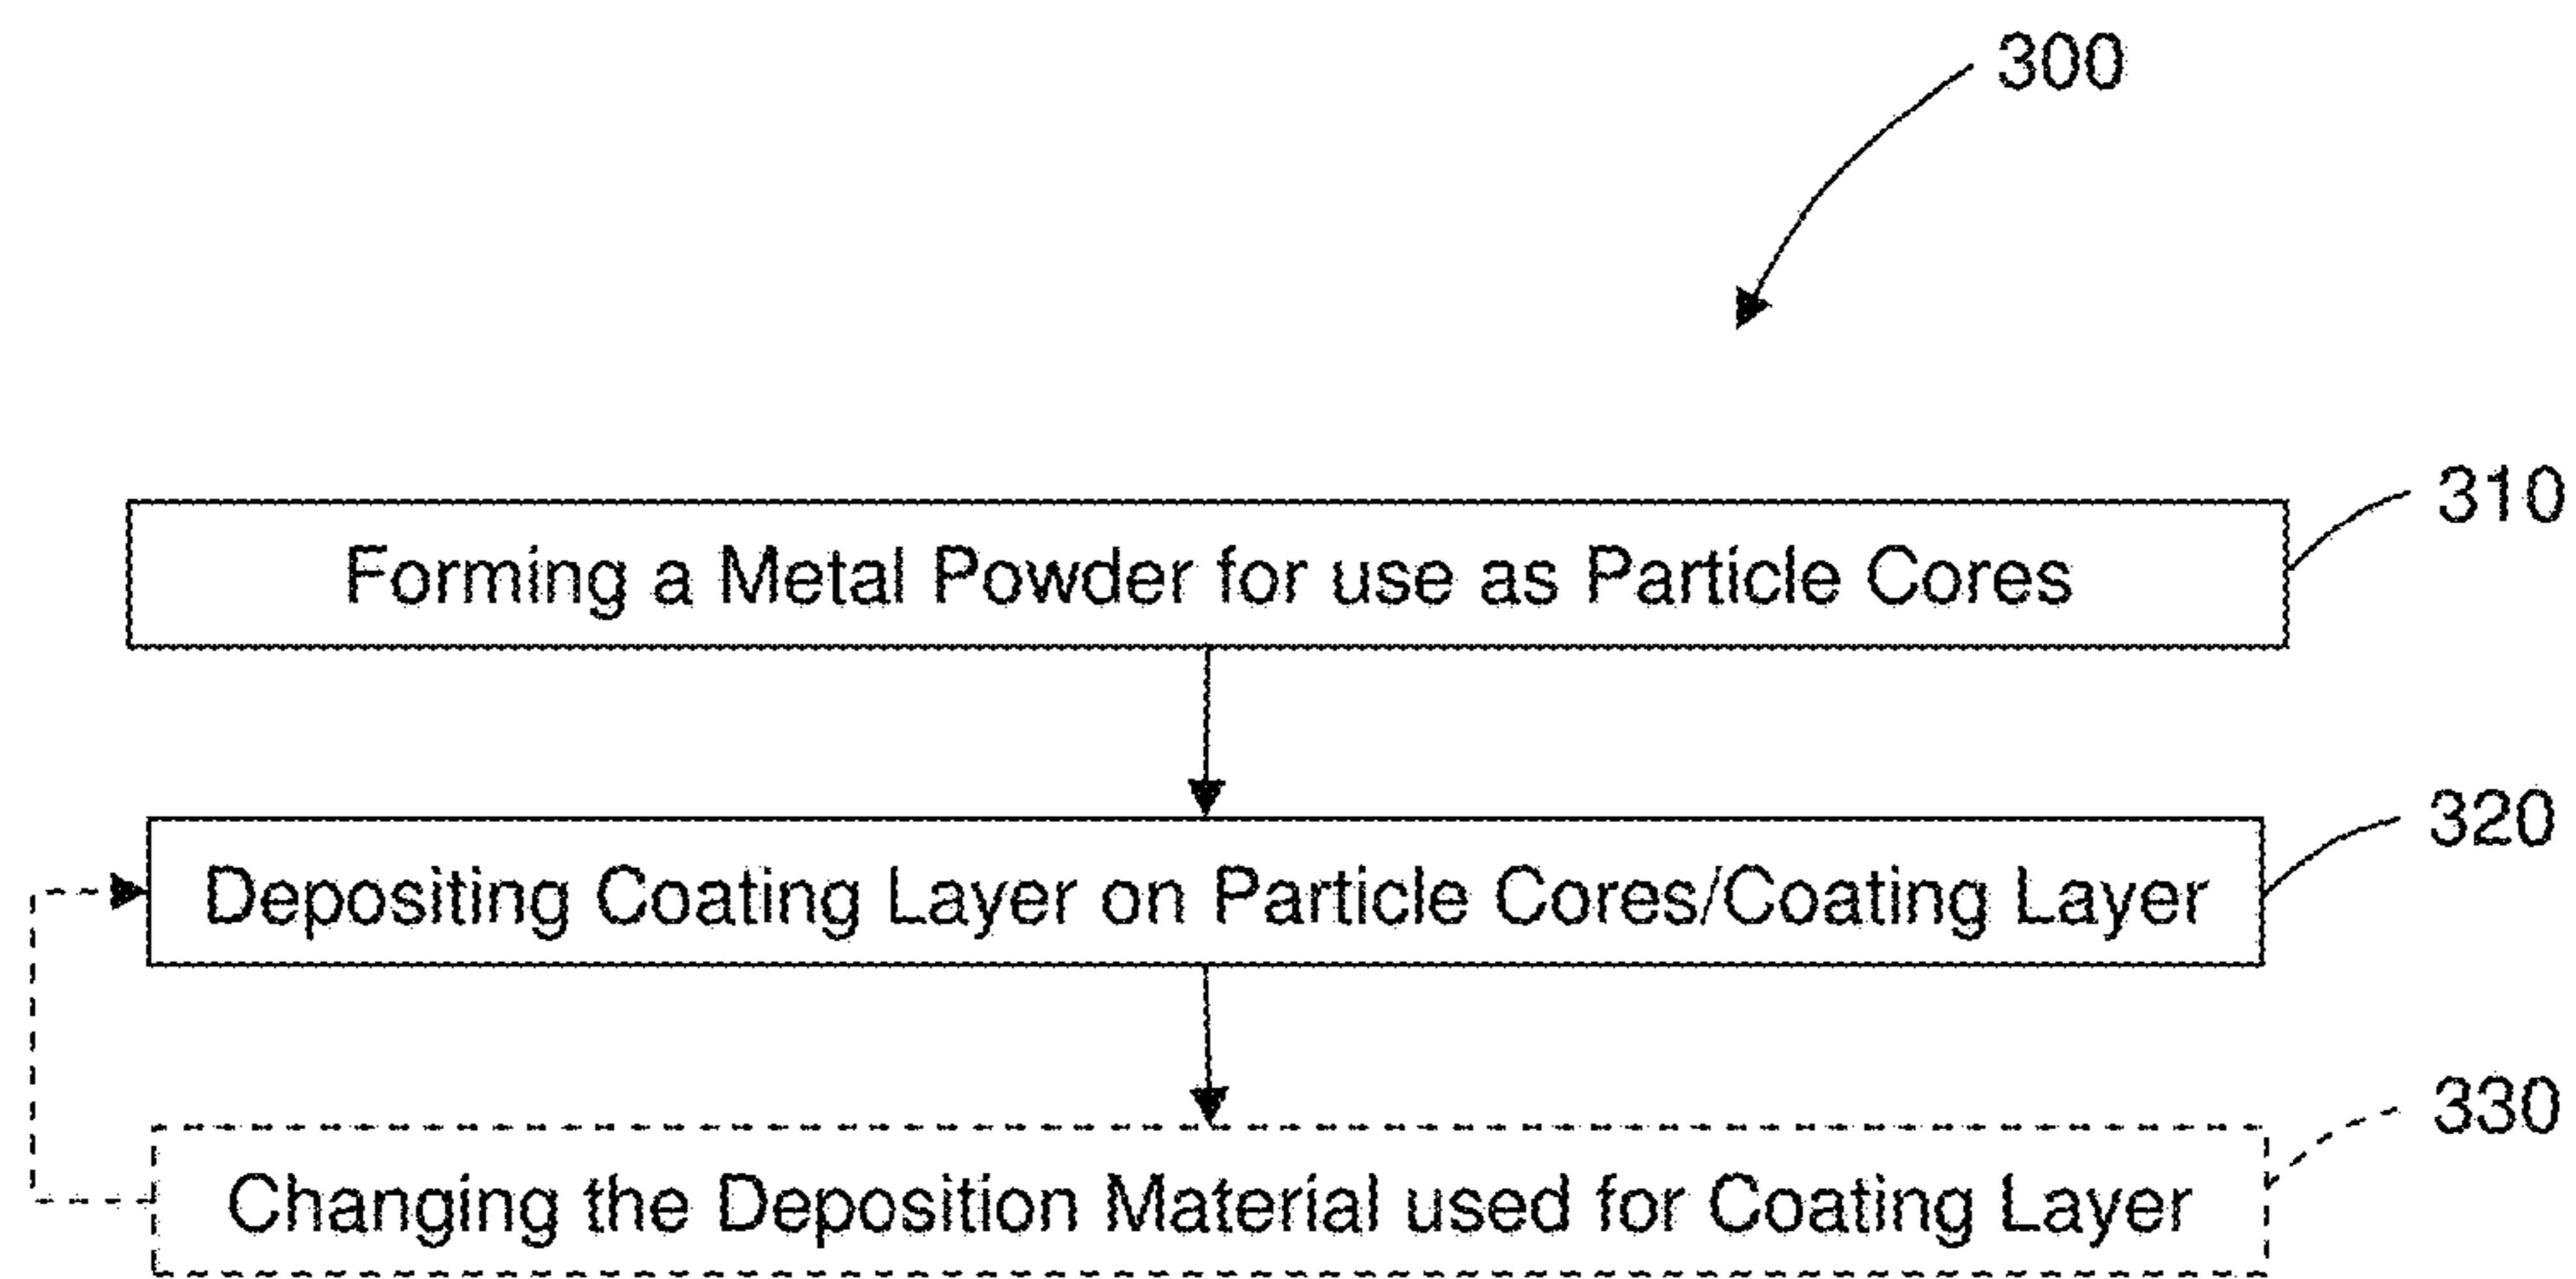 300
310
Forming a Metal Powder for use as Particle Cores
320
Depositing Coating Layer on Particle Cores/Coating Layer
330
Changing the Deposition Material used for Coating Layer